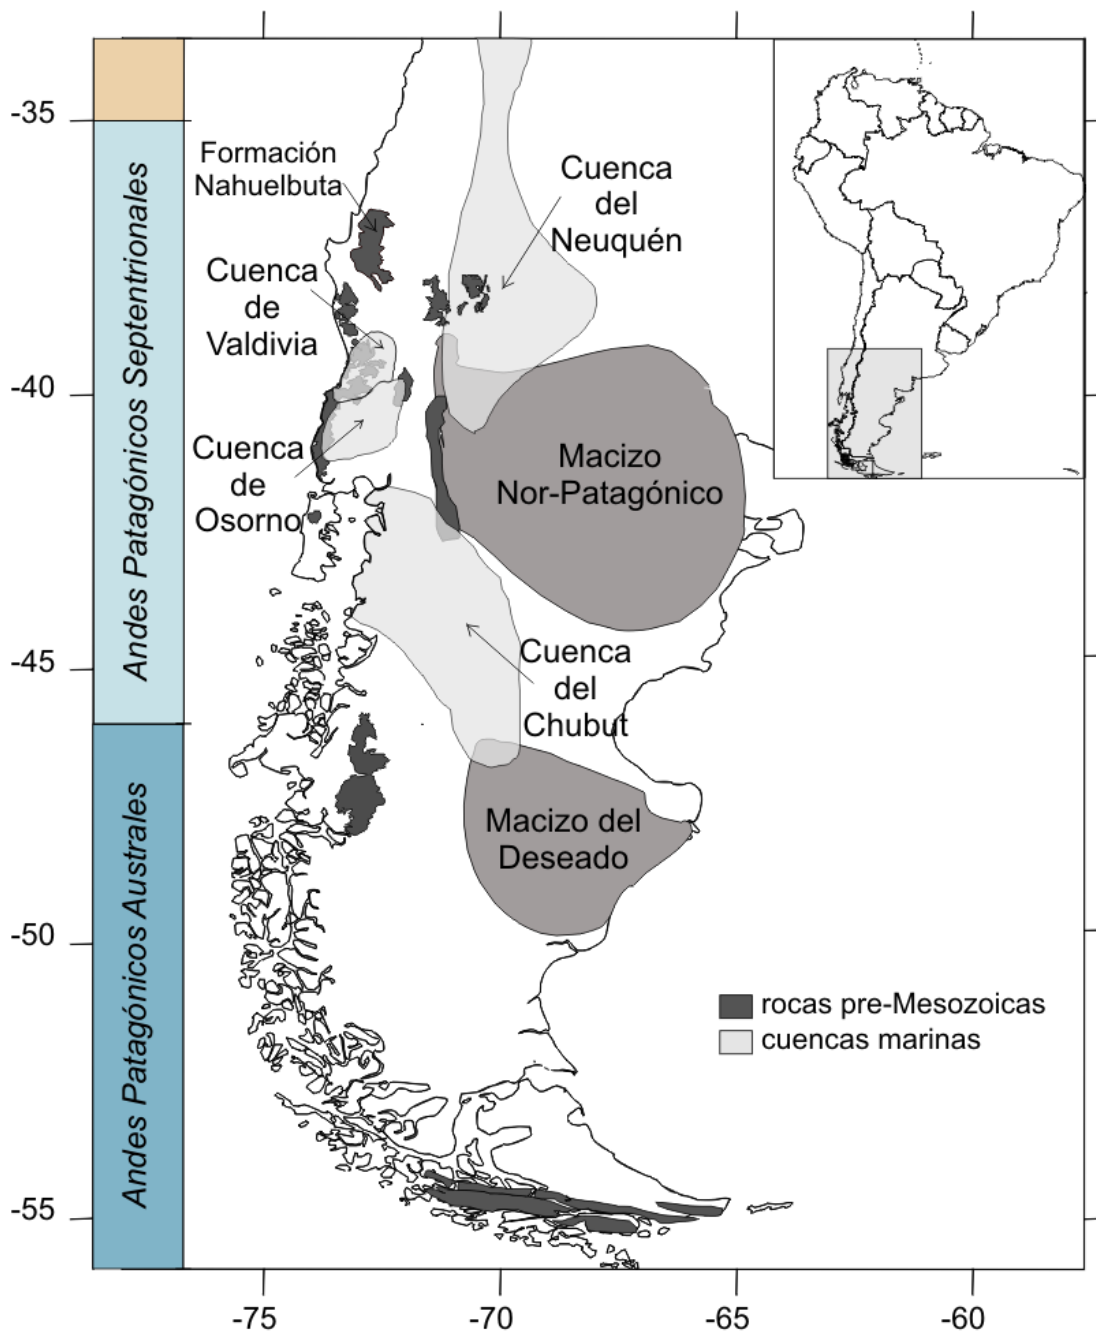 -35
-40
-45
-50
-55
Andes Patagónicos Septentrionales
Andes Patagónicos Australes
Formación
Nahuelbuta
Cuenca
del
Neuquén
Cuenca
de
Valdivia
Cuenca
de
Osorno
Macizo
Nor-Patagónico
Cuenca
del
Chubut
Macizo del
Deseado
rocas pre-Mesozoicas
cuencas marinas
-75
-70
-65
-60